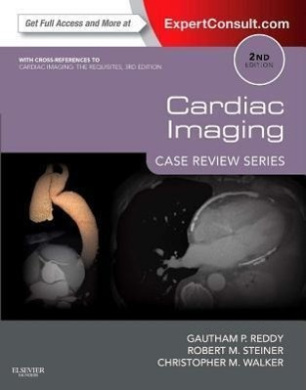 Get Full Access and More at
ExpertConsult.com
WITH CROSS-REFERENCES TO
CARDIAC IMAGING: THE REQUISITES, 3RD EDITION
2ND
EDITION
Cardiac
Imaging
CASE REVIEW SERIES
GAUTHAM P. REDDY
ROBERT M. STEINER
CHRISTOPHER M. WALKER
ELSEVIER